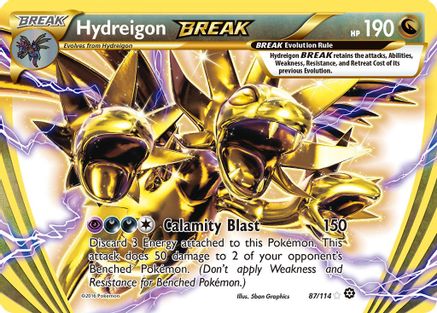 BREAK
Hydreigon BREAK HP 190
Evolves from Hydreigon
BREAK Evolution Rule
Hydreigon BREAK retains the attacks, Abilities,
Weakness, Resistance, and Retreat Cost of its
previous Evolution.
Calamity Blast 150
Discard 3 Energy attached to this Pokémon. This
attack does 50 damage to 2 of your opponent's
Benched Pokémon. (Don't apply Weakness and
Resistance for Benched Pokémon.)
©2016 Pokémon
Illus. 5ban Graphics
87/114